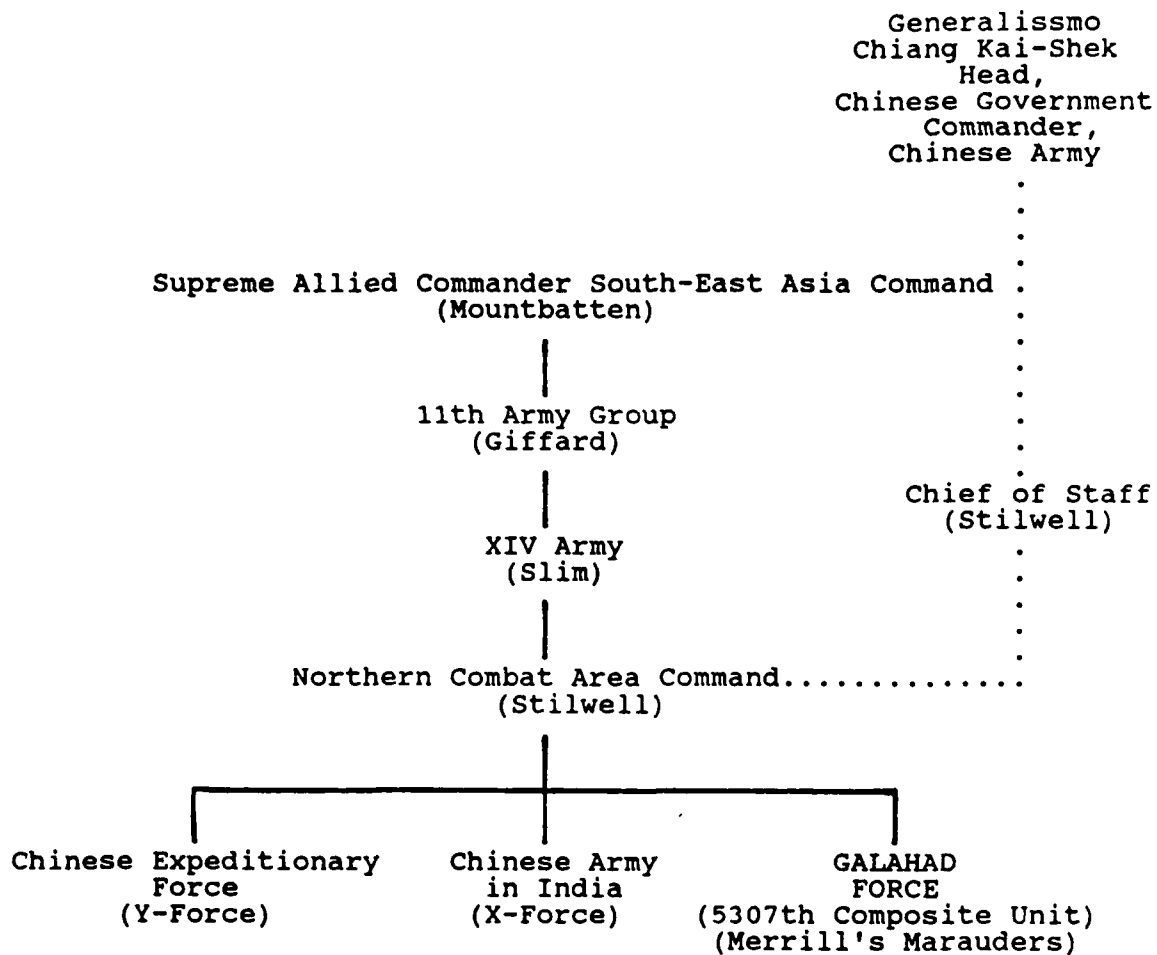 Generalissmo
Chiang Kai-Shek
Head,
Chinese Government
Commander,
Chinese Army
Supreme Allied Commander South-East Asia Command
(Mountbatten)
11th Army Group
(Giffard)
Chief of Staff
(Stilwell)
XIV Army
(Slim)
Northern Combat Area Command..............
(Stilwell)
Chinese Expeditionary
Force
(Y-Force)
Chinese Army
in India
(X-Force)
GALAHAD
FORCE
(5307th Composite Unit)
(Merrill's Marauders)